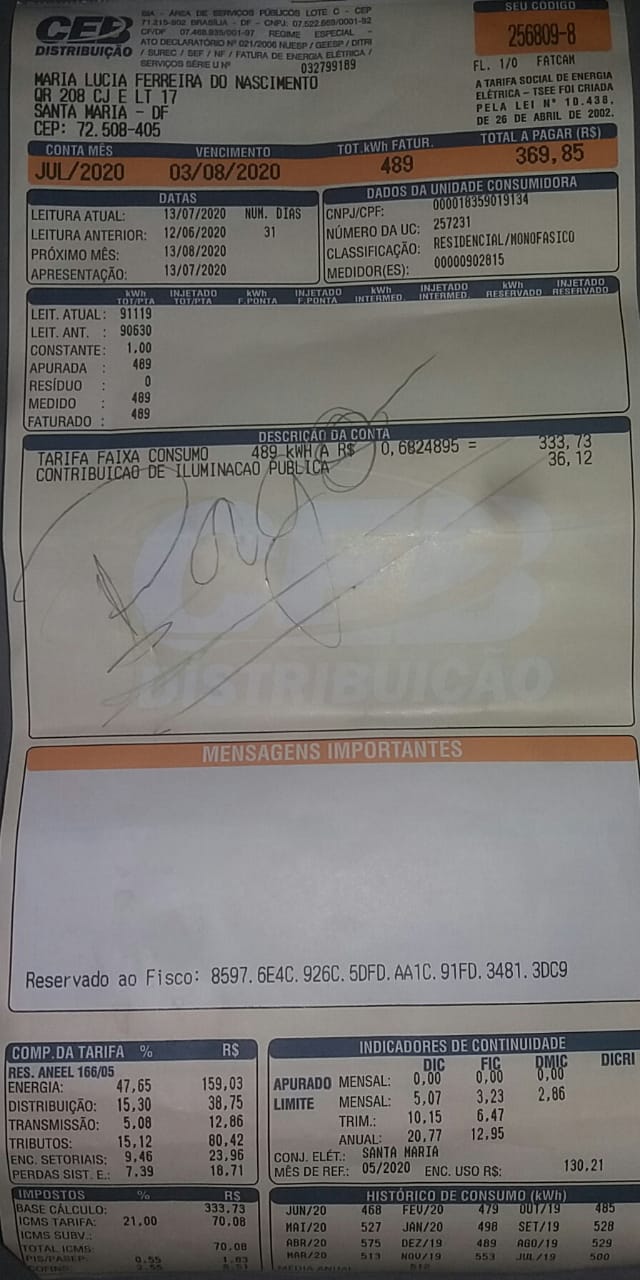 CEB
DISTRIBUIÇÃO
SIA - ÁREA DE SERVIÇOS PÚBLICOS LOTE C - CEP
71.215-902 BRASÍLIA - DF - CNPJ: 07.522.669/0001-92
CF/DF 07.468.935/001-97 REGIME ESPECIAL -
ATO DECLARATÓRIO Nº 021/2006 NUESP / GEESP / DITRI
/ SUREC / SEF / NF / FATURA DE ENERGIA ELÉTRICA /
SERVIÇOS SÉRIE U Nº 032799189
SEU CÓDIGO
256809-8
FL. 1/0 FATCAM
A TARIFA SOCIAL DE ENERGIA
ELÉTRICA - TSEE FOI CRIADA
PELA LEI Nº 10.438,
DE 26 DE ABRIL DE 2002.
MARIA LUCIA FERREIRA DO NASCIMENTO
QR 208 CJ E LT 17
SANTA MARIA - DF
CEP: 72.508-405
CONTA MÊS VENCIMENTO TOT.kWh FATUR. TOTAL A PAGAR (R$)
JUL/2020 03/08/2020 489 369,85
DATAS
LEITURA ATUAL: 13/07/2020 NUM. DIAS
LEITURA ANTERIOR: 12/06/2020 31
PRÓXIMO MÊS: 13/08/2020
APRESENTAÇÃO: 13/07/2020
DADOS DA UNIDADE CONSUMIDORA
CNPJ/CPF: 000018359019134
NÚMERO DA UC: 257231
CLASSIFICAÇÃO: RESIDENCIAL/MONOFASICO
MEDIDOR(ES): 00000902815
kWh TOT/PTA INJETADO TOT/PTA kWh F.PONTA INJETADO F.PONTA kWh INTERMED. INJETADO INTERMED. kWh RESERVADO INJETADO RESERVADO
LEIT. ATUAL: 91119
LEIT. ANT. : 90630
CONSTANTE: 1,00
APURADA : 489
RESÍDUO : 0
MEDIDO : 489
FATURADO : 489
DESCRIÇÃO DA CONTA
TARIFA FAIXA CONSUMO 489 kWH A R$ 0,6824895 = 333,73
CONTRIBUICAO DE ILUMINACAO PUBLICA 36,12
Pago
CEB
DISTRIBUIÇÃO
MENSAGENS IMPORTANTES
Reservado ao Fisco: 8597.6E4C.926C.5DFD.AA1C.91FD.3481.3DC9
COMP.DA TARIFA % R$
RES. ANEEL 166/05
ENERGIA: 47,65 159,03
DISTRIBUIÇÃO: 15,30 38,75
TRANSMISSÃO: 5,08 12,86
TRIBUTOS: 15,12 80,42
ENC. SETORIAIS: 9,46 23,96
PERDAS SIST. E.: 7,39 18,71
INDICADORES DE CONTINUIDADE
DIC FIC DMIC DICRI
APURADO MENSAL: 0,00 0,00 0,00
LIMITE MENSAL: 5,07 3,23 2,86
TRIM.: 10,15 6,47
ANUAL: 20,77 12,95
CONJ. ELÉT.: SANTA MARIA
MÊS DE REF.: 05/2020 ENC. USO R$: 130,21
IMPOSTOS % R$
BASE CÁLCULO: 333,73
ICMS TARIFA: 21,00 70,08
ICMS SUBV.:
TOTAL ICMS: 70,08
PIS/PASEP: 0,55 1,83
COFINS:
HISTÓRICO DE CONSUMO (kWh)
JUN/20 468 FEV/20 479 OUT/19 485
MAI/20 527 JAN/20 498 SET/19 528
ABR/20 575 DEZ/19 489 AGO/19 529
MAR/20 513 NOV/19 553 JUL/19 500
MÉDIA ANUAL